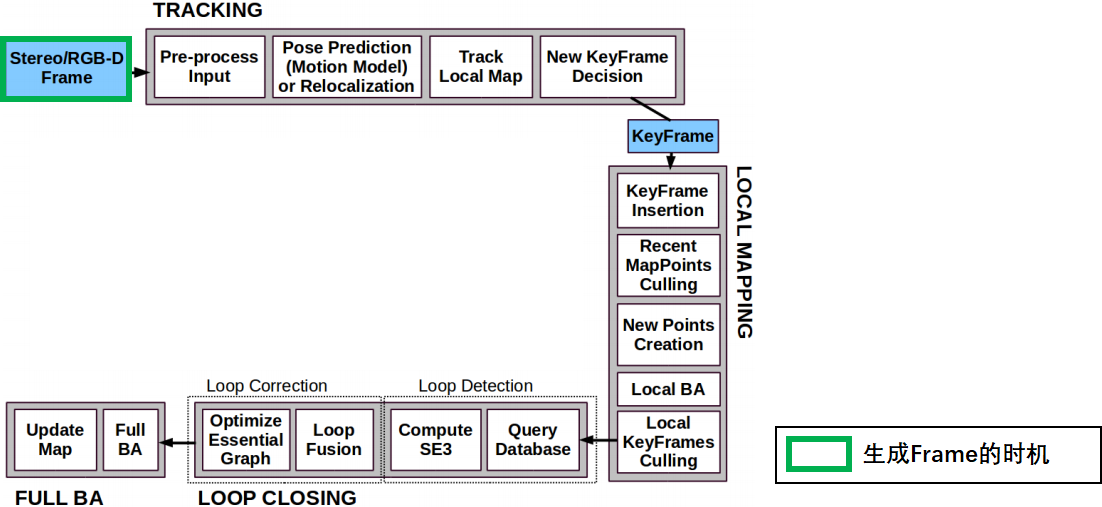 TRACKING
Stereo/RGB-D
Frame
Pre-process
Input
Pose Prediction
(Motion Model)
or Relocalization
Track
Local Map
New KeyFrame
Decision
KeyFrame
LOCAL MAPPING
KeyFrame
Insertion
Recent
MapPoints
Culling
New Points
Creation
Local BA
Local
KeyFrames
Culling
Loop Correction
Loop Detection
Update
Map
Full
BA
Optimize
Essential
Graph
Loop
Fusion
Compute
SE3
Query
Database
FULL BA
LOOP CLOSING
生成Frame的时机